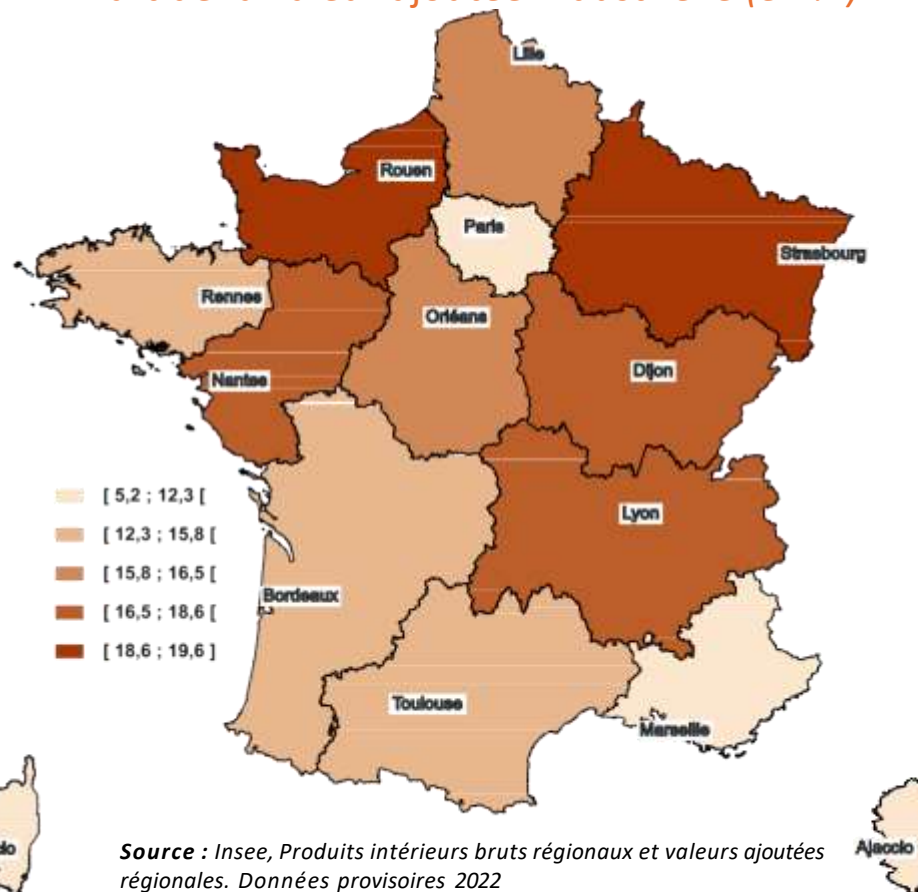 Lille
Rouen
Paris
Strasbourg
Rennes
Orléans
Nantes
Dijon
[ 5,2 ; 12,3 [
[ 12,3 ; 15,8 [
[ 15,8 ; 16,5 [
[ 16,5 ; 18,6 [
[ 18,6 ; 19,6 ]
Lyon
Bordeaux
Toulouse
Marseille
Ajaccio
Source : Insee, Produits intérieurs bruts régionaux et valeurs ajoutées
régionales. Données provisoires 2022